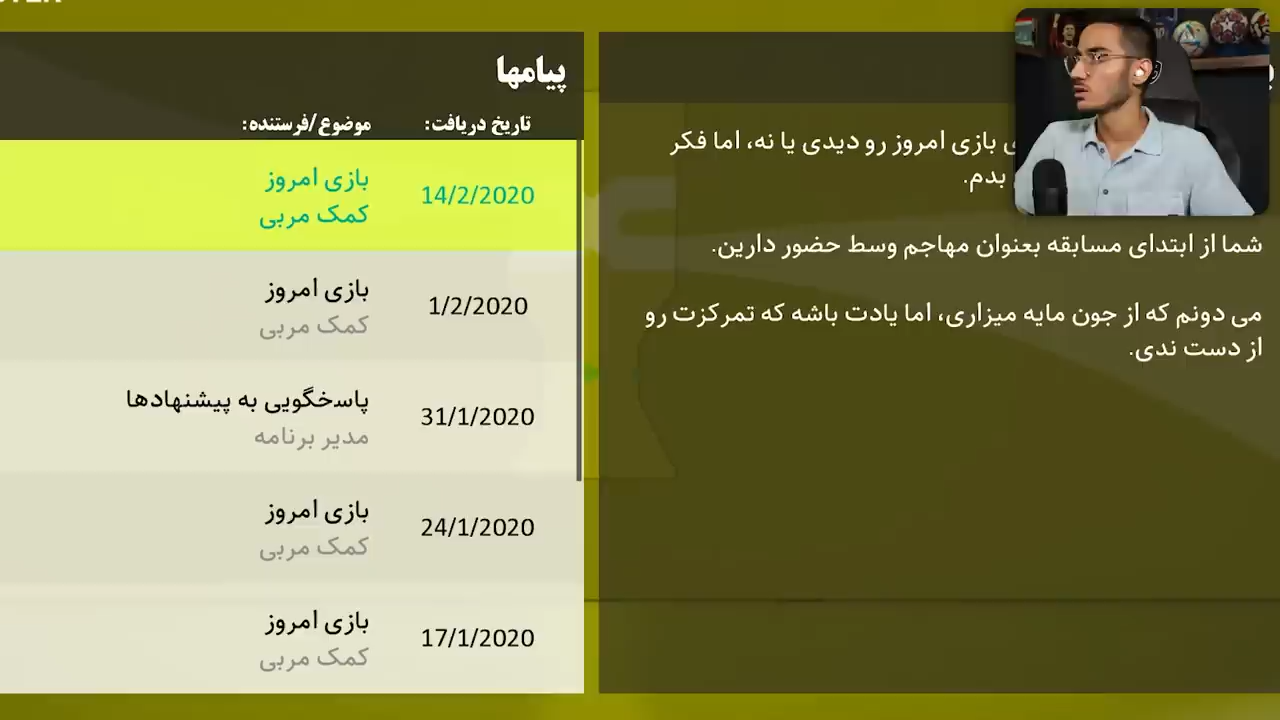 پیامها
تاریخ دریافت: موضوع/فرستنده:
14/2/2020 بازی امروز
کمک مربی
1/2/2020 بازی امروز
کمک مربی
31/1/2020 پاسخگویی به پیشنهادها
مدیر برنامه
24/1/2020 بازی امروز
کمک مربی
17/1/2020 بازی امروز
کمک مربی
بازی امروز رو دیدی یا نه، اما فکر
بدم.
شما از ابتدای مسابقه بعنوان مهاجم وسط حضور دارین.
می دونم که از جون مایه میزاری، اما یادت باشه که تمرکزت رو
از دست ندی.